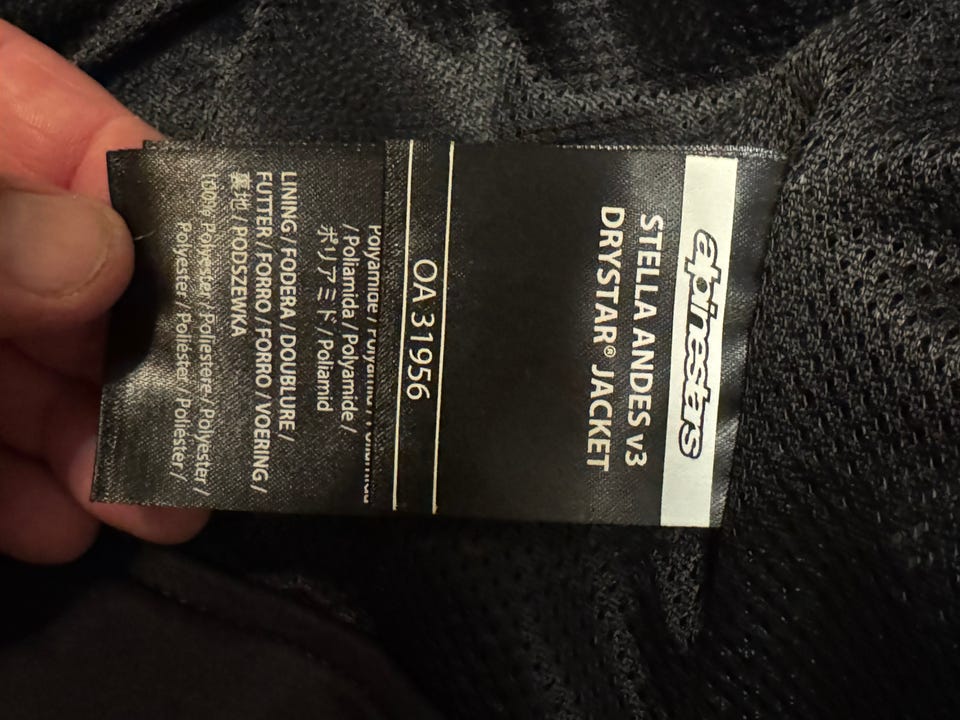 alpinestars
STELLA ANDES v3
DRYSTAR® JACKET
OA 31956
/ Poliamida / Polyamide /
ポリアミド / Poliamid
LINING / FODERA / DOUBLURE /
FUTTER / FORRO / FORRO / VOERING /
裏地 / PODSZEWKA
100% Polyester / Poliestere / Polyester /
Polyester / Poliéster / Poliéster /